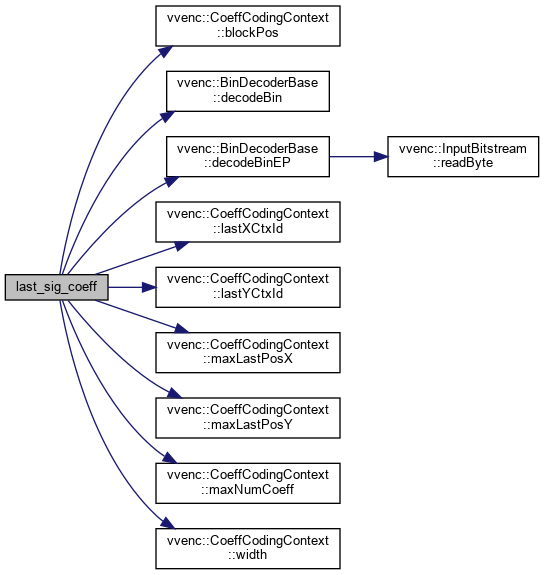 vvenc::CoeffCodingContext
::blockPos
vvenc::BinDecoderBase
::decodeBin
vvenc::BinDecoderBase
::decodeBinEP
vvenc::InputBitstream
::readByte
vvenc::CoeffCodingContext
::lastXCtxId
last_sig_coeff
vvenc::CoeffCodingContext
::lastYCtxId
vvenc::CoeffCodingContext
::maxLastPosX
vvenc::CoeffCodingContext
::maxLastPosY
vvenc::CoeffCodingContext
::maxNumCoeff
vvenc::CoeffCodingContext
::width